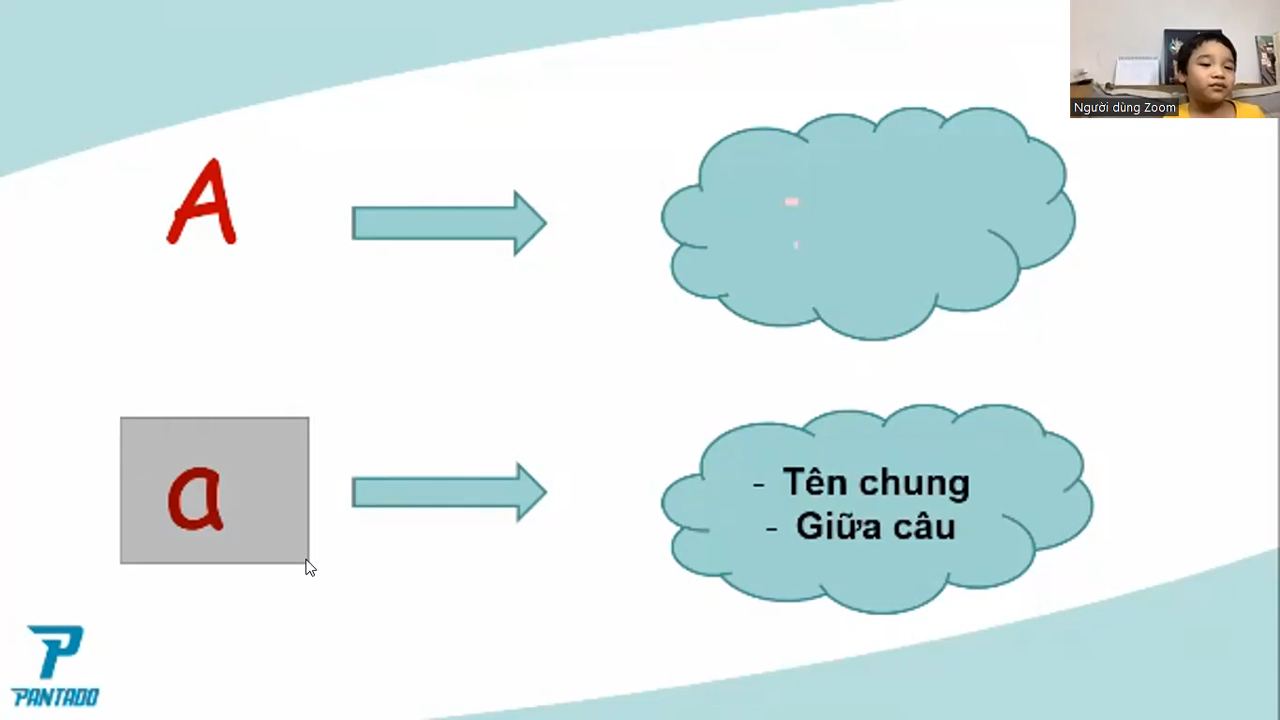 Người dùng Zoom
A
a
- Tên chung
- Giữa câu
PANTADO